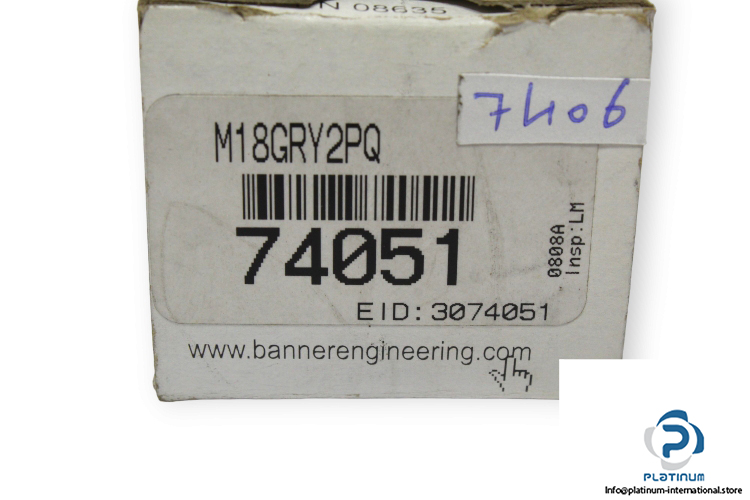 N 08635
7406
M18GRY2PQ
74051
0808A
Insp:LM
EID: 3074051
www.bannerengineering.com
PLATINUM
Info@platinum-international.store